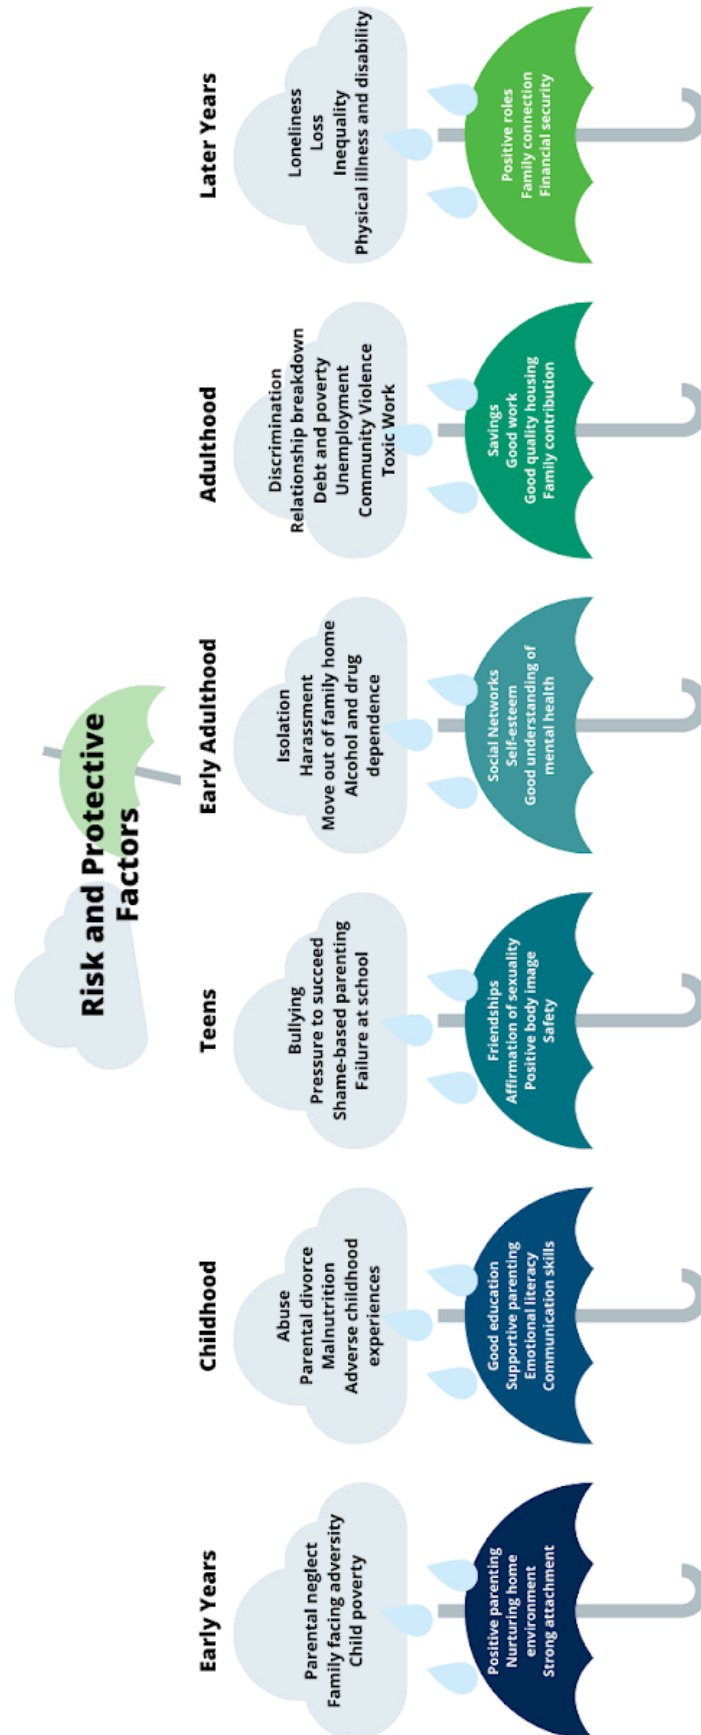 Risk and Protective
Factors
Early Years
Parental neglect
Family facing adversity
Child poverty
Positive parenting
Nurturing home
environment
Strong attachment
Childhood
Abuse
Parental divorce
Malnutrition
Adverse childhood
experiences
Good education
Supportive parenting
Emotional literacy
Communication skills
Teens
Bullying
Pressure to succeed
Shame-based parenting
Failure at school
Friendships
Affirmation of sexuality
Positive body image
Safety
Early Adulthood
Isolation
Harassment
Move out of family home
Alcohol and drug
dependence
Social Networks
Self-esteem
Good understanding of
mental health
Adulthood
Discrimination
Relationship breakdown
Debt and poverty
Unemployment
Community Violence
Toxic Work
Savings
Good work
Good quality housing
Family contribution
Later Years
Loneliness
Loss
Inequality
Physical illness and disability
Positive roles
Family connection
Financial security